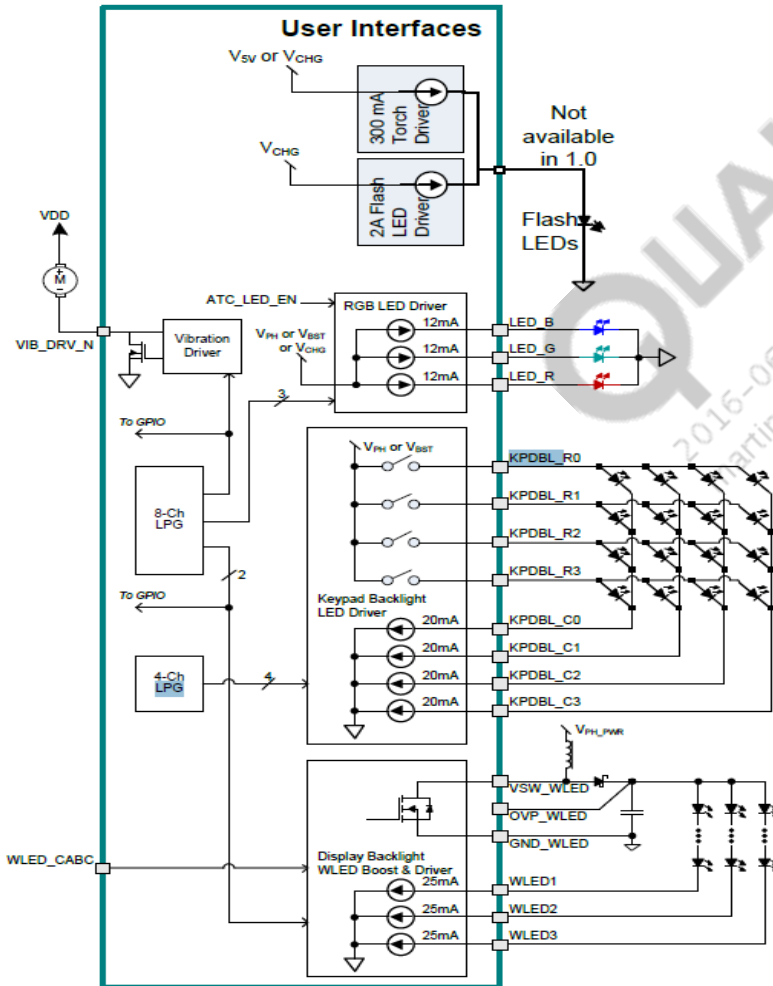 User Interfaces
V5V or VCHG
300 mA
Torch
Driver
Not
available
in 1.0
VCHG
2A Flash
LED
Driver
QUAL
VDD
M
Flash
LEDs
ATC_LED_EN
RGB LED Driver
VIB_DRV_N
Vibration
Driver
VPH or VBST
or VCHG
12mA
LED_B
12mA
LED_G
12mA
LED_R
3
2016-06
martin
To GPIO
VPH or VBST
KPDBL_R0
8-Ch
LPG
KPDBL_R1
KPDBL_R2
KPDBL_R3
2
To GPIO
Keypad Backlight
LED Driver
20mA
KPDBL_C0
20mA
KPDBL_C1
4-Ch
LPG
4
20mA
KPDBL_C2
20mA
KPDBL_C3
VPH_PWR
VSW_WLED
OVP_WLED
GND_WLED
WLED_CABC
Display Backlight
WLED Boost & Driver
25mA
WLED1
25mA
WLED2
25mA
WLED3